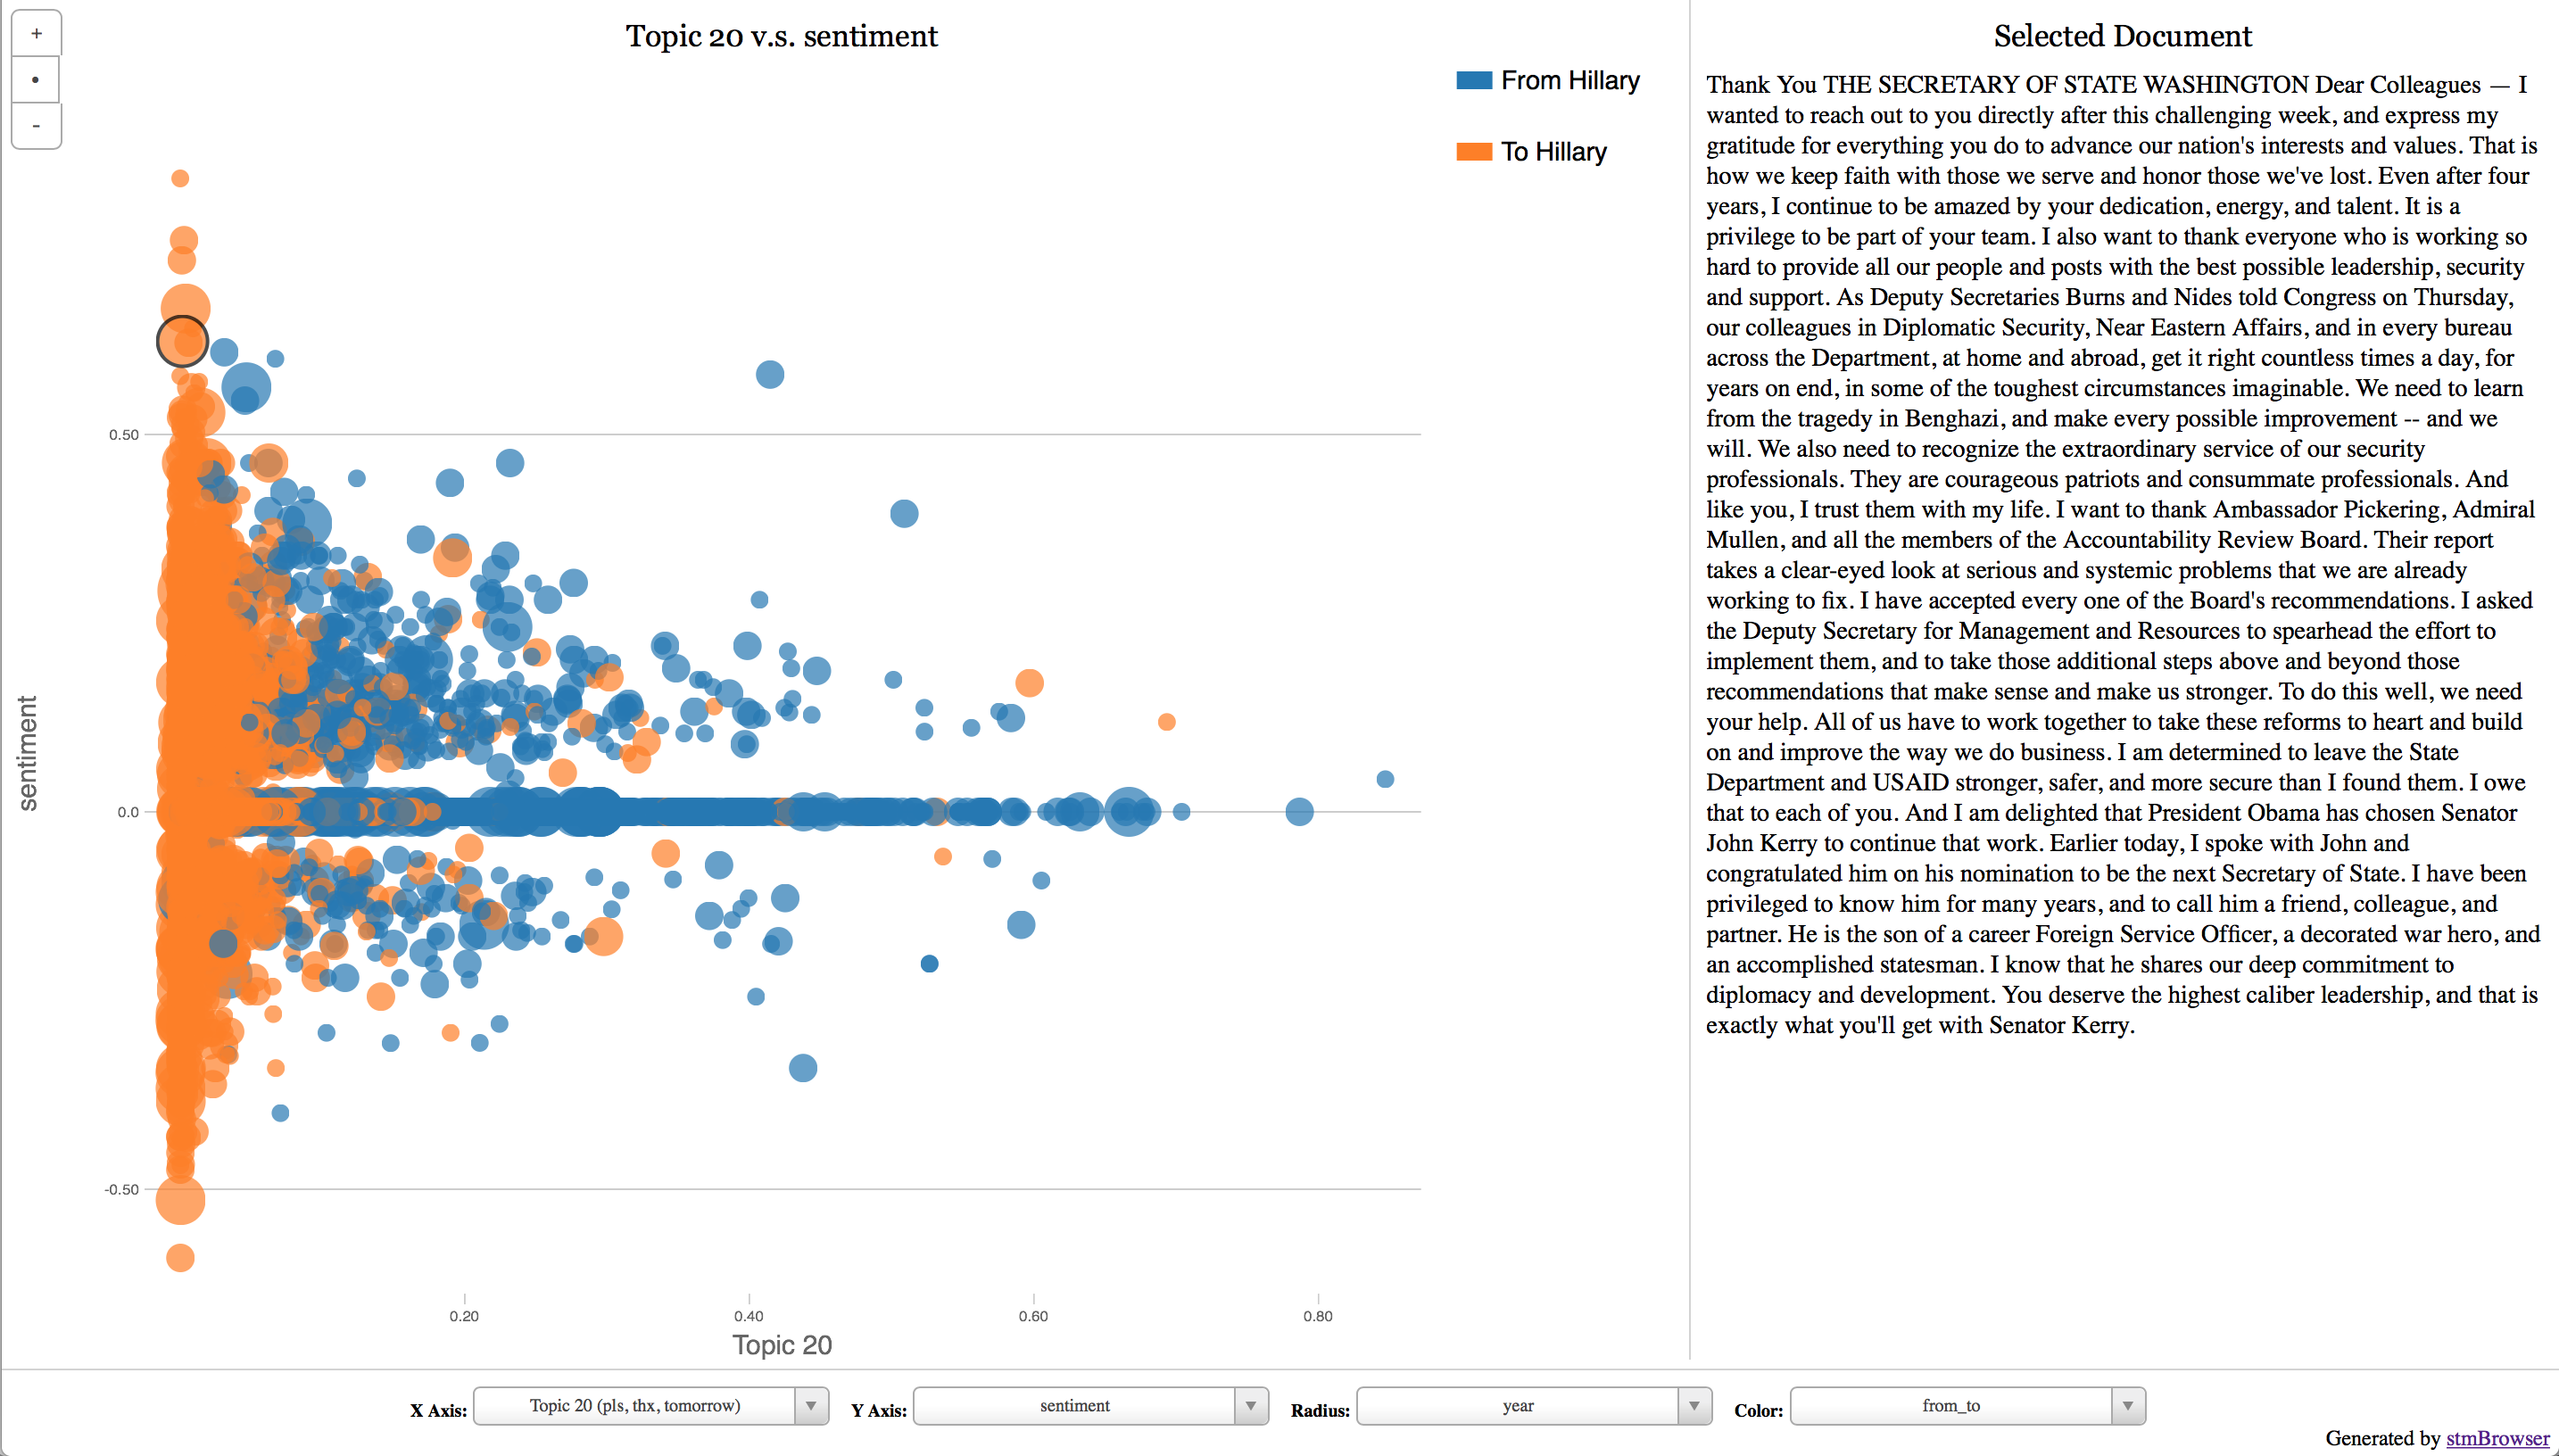 +
•
-
Topic 20 v.s. sentiment
From Hillary
To Hillary
sentiment
0.50
0.0
-0.50
0.20
0.40
0.60
0.80
Topic 20
Selected Document
Thank You THE SECRETARY OF STATE WASHINGTON Dear Colleagues — I
wanted to reach out to you directly after this challenging week, and express my
gratitude for everything you do to advance our nation's interests and values. That is
how we keep faith with those we serve and honor those we've lost. Even after four
years, I continue to be amazed by your dedication, energy, and talent. It is a
privilege to be part of your team. I also want to thank everyone who is working so
hard to provide all our people and posts with the best possible leadership, security
and support. As Deputy Secretaries Burns and Nides told Congress on Thursday,
our colleagues in Diplomatic Security, Near Eastern Affairs, and in every bureau
across the Department, at home and abroad, get it right countless times a day, for
years on end, in some of the toughest circumstances imaginable. We need to learn
from the tragedy in Benghazi, and make every possible improvement -- and we
will. We also need to recognize the extraordinary service of our security
professionals. They are courageous patriots and consummate professionals. And
like you, I trust them with my life. I want to thank Ambassador Pickering, Admiral
Mullen, and all the members of the Accountability Review Board. Their report
takes a clear-eyed look at serious and systemic problems that we are already
working to fix. I have accepted every one of the Board's recommendations. I asked
the Deputy Secretary for Management and Resources to spearhead the effort to
implement them, and to take those additional steps above and beyond those
recommendations that make sense and make us stronger. To do this well, we need
your help. All of us have to work together to take these reforms to heart and build
on and improve the way we do business. I am determined to leave the State
Department and USAID stronger, safer, and more secure than I found them. I owe
that to each of you. And I am delighted that President Obama has chosen Senator
John Kerry to continue that work. Earlier today, I spoke with John and
congratulated him on his nomination to be the next Secretary of State. I have been
privileged to know him for many years, and to call him a friend, colleague, and
partner. He is the son of a career Foreign Service Officer, a decorated war hero, and
an accomplished statesman. I know that he shares our deep commitment to
diplomacy and development. You deserve the highest caliber leadership, and that is
exactly what you'll get with Senator Kerry.
X Axis: Topic 20 (pls, thx, tomorrow) Y Axis: sentiment Radius: year Color: from_to
Generated by stmBrowser